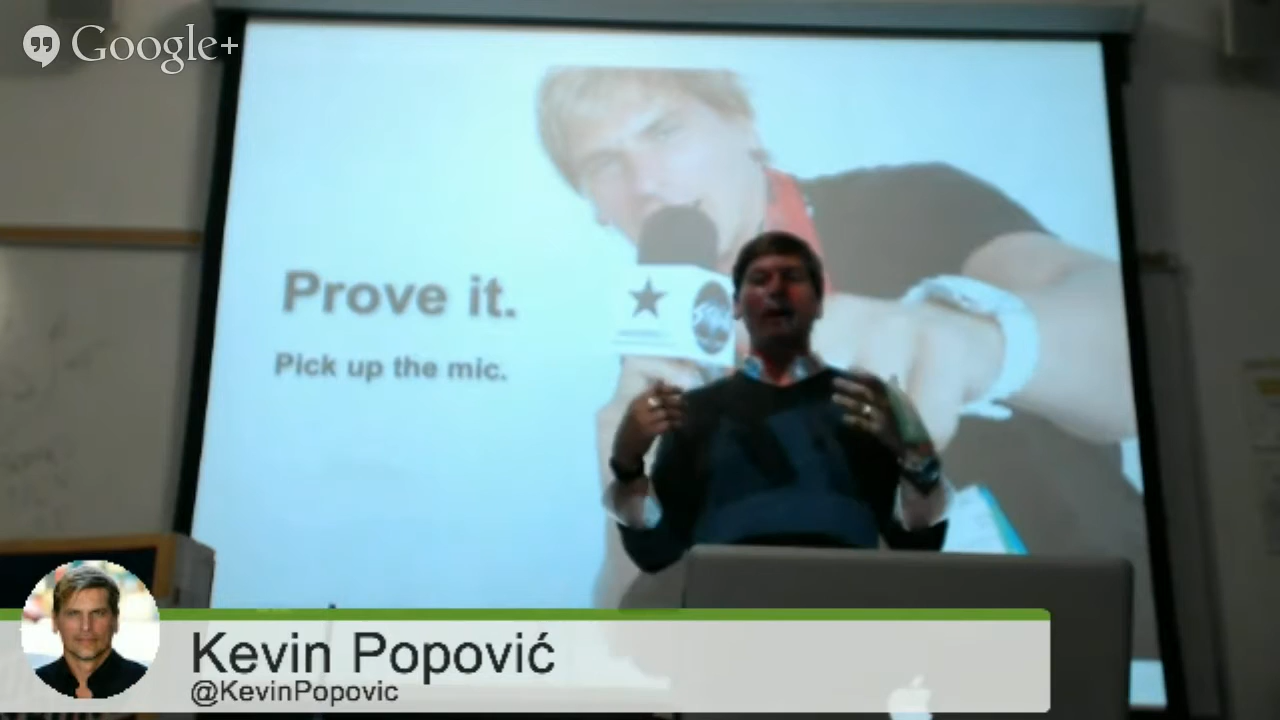 Google+
Prove it.
Pick up the mic.
Kevin Popović
@KevinPopovic